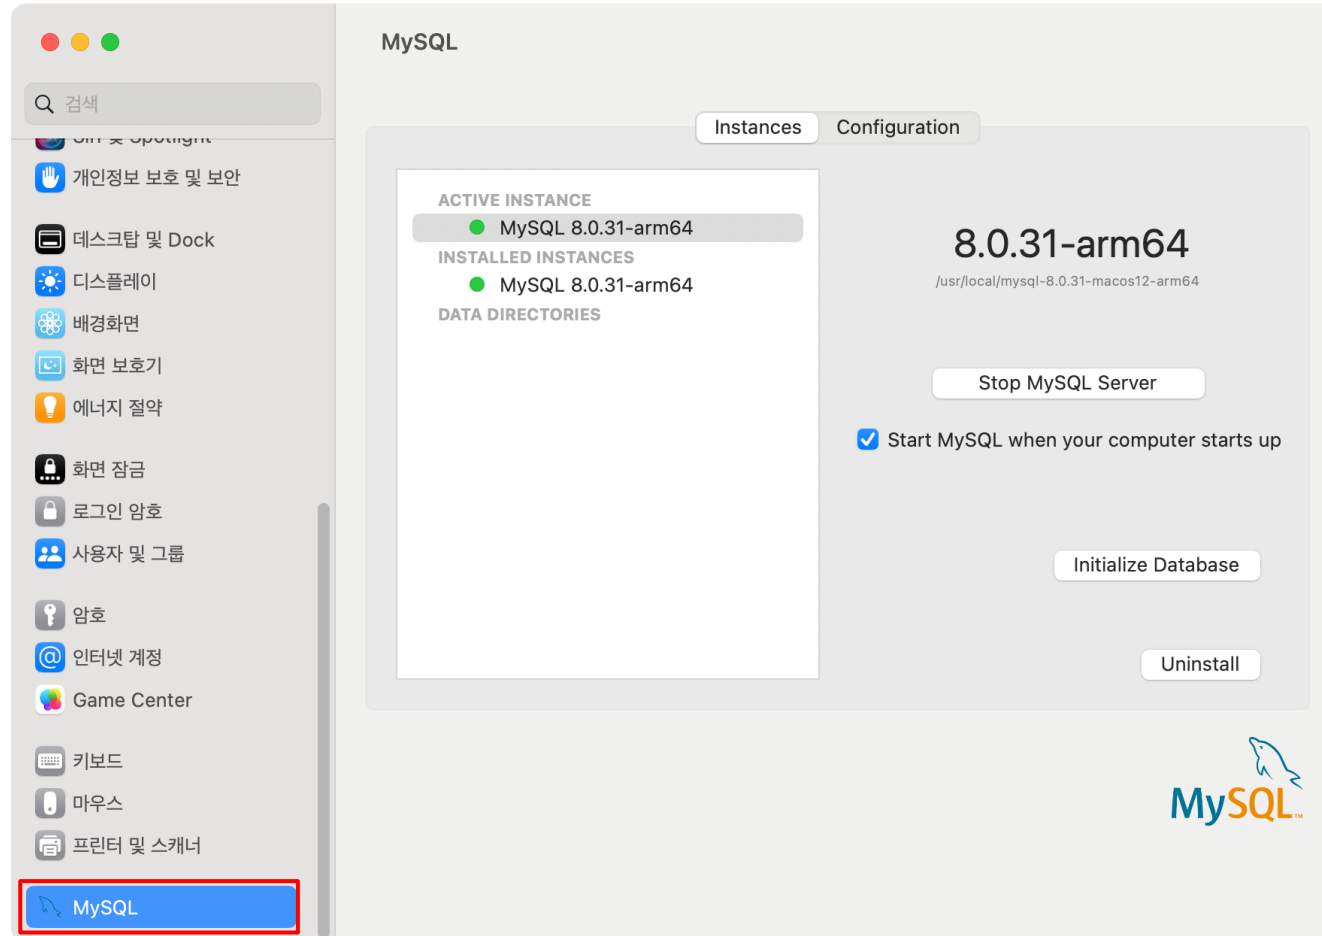 MySQL
검색
Siri 및 Spotlight
개인정보 보호 및 보안
데스크탑 및 Dock
디스플레이
배경화면
화면 보호기
에너지 절약
화면 잠금
로그인 암호
사용자 및 그룹
암호
인터넷 계정
Game Center
키보드
마우스
프린터 및 스캐너
MySQL
Instances
Configuration
ACTIVE INSTANCE
MySQL 8.0.31-arm64
INSTALLED INSTANCES
MySQL 8.0.31-arm64
DATA DIRECTORIES
8.0.31-arm64
/usr/local/mysql-8.0.31-macos12-arm64
Stop MySQL Server
Start MySQL when your computer starts up
Initialize Database
Uninstall
MySQL™